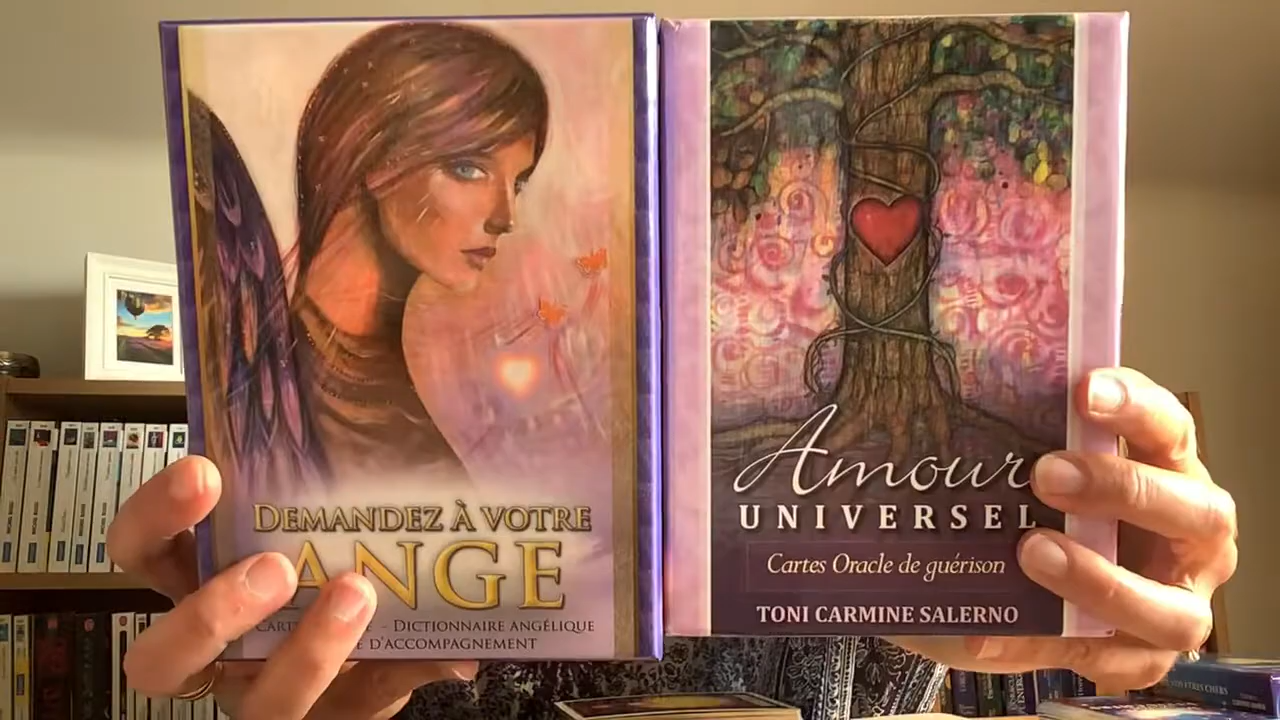 DEMANDEZ À VOTRE
ANGE
– DICTIONNAIRE ANGÉLIQUE
D'ACCOMPAGNEMENT
Amour
UNIVERSEL
Cartes Oracle de guérison
TONI CARMINE SALERNO